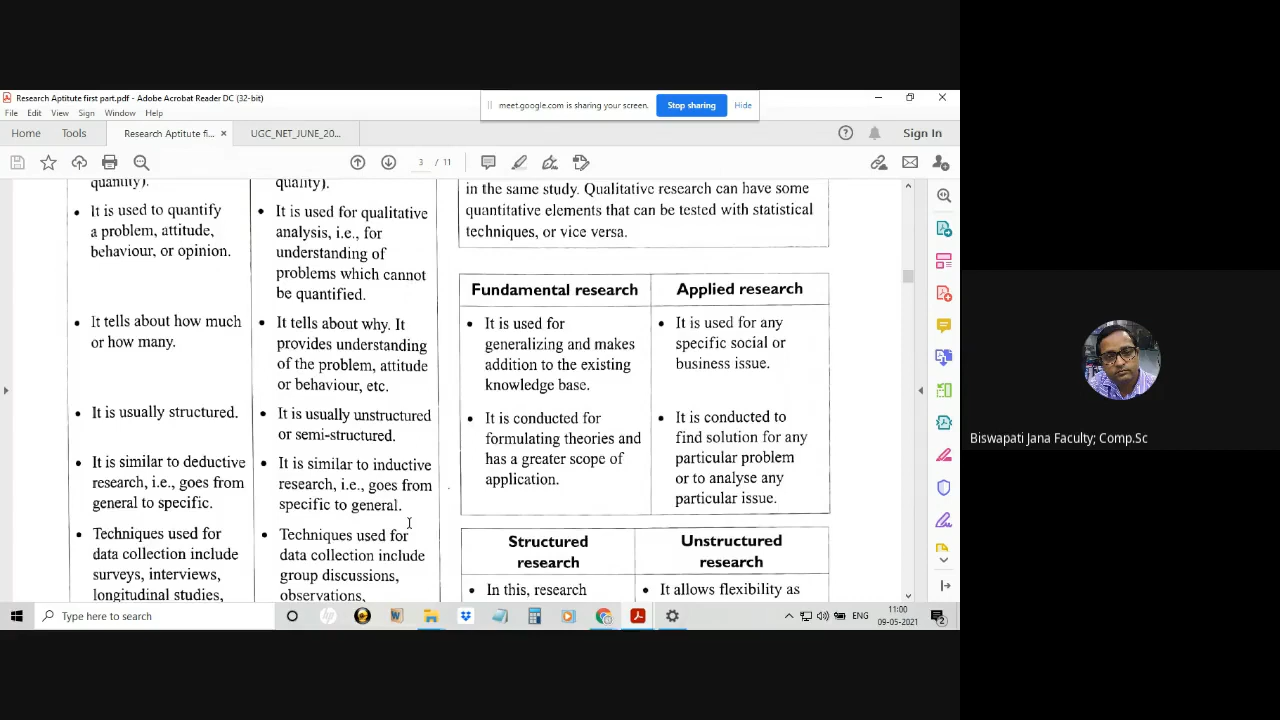 Research Aptitute first part.pdf - Adobe Acrobat Reader DC (32-bit)
meet.google.com is sharing your screen.
Stop sharing
Hide
File Edit View Sign Window Help
Home
Tools
Research Aptitute fi...
UGC_NET_JUNE_20...
Sign In
3 / 11
quantity).
It is used to quantify
a problem, attitude,
behaviour, or opinion.
It tells about how much
or how many.
It is usually structured.
It is similar to deductive
research, i.e., goes from
general to specific.
Techniques used for
data collection include
surveys, interviews,
longitudinal studies,
quality).
It is used for qualitative
analysis, i.e., for
understanding of
problems which cannot
be quantified.
It tells about why. It
provides understanding
of the problem, attitude
or behaviour, etc.
It is usually unstructured
or semi-structured.
It is similar to inductive
research, i.e., goes from
specific to general.
Techniques used for
data collection include
group discussions,
observations,
in the same study. Qualitative research can have some
quantitative elements that can be tested with statistical
techniques, or vice versa.
Fundamental research
It is used for
generalizing and makes
addition to the existing
knowledge base.
It is conducted for
formulating theories and
has a greater scope of
application.
Applied research
It is used for any
specific social or
business issue.
It is conducted to
find solution for any
particular problem
or to analyse any
particular issue.
Structured
research
In this, research
Unstructured
research
It allows flexibility as
Biswapati Jana Faculty; Comp.Sc
Type here to search
ENG
11:00
09-05-2021
2